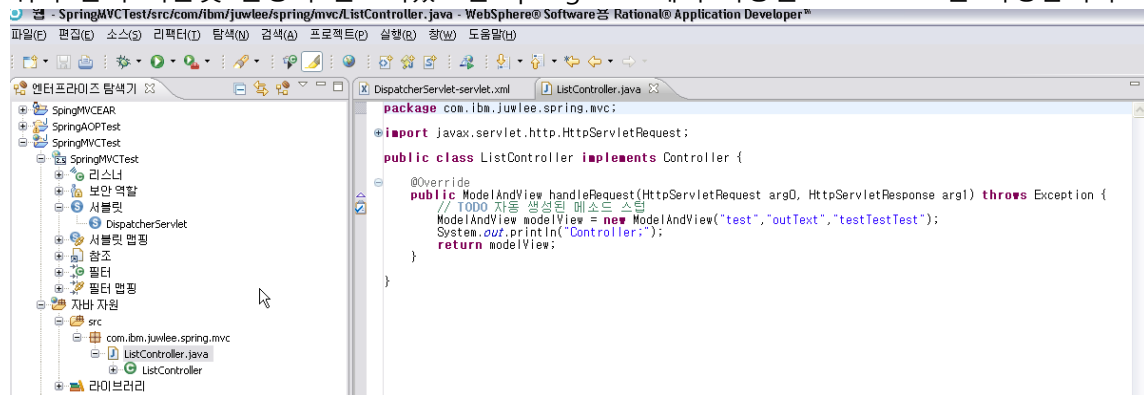 웹 - SpringMVCTest/src/com/ibm/juwlee/spring/mvc/ListController.java - WebSphere® Software용 Rational® Application Developer™
파일(F) 편집(E) 소스(S) 리팩터(T) 탐색(N) 검색(A) 프로젝트(P) 실행(R) 창(W) 도움말(H)
엔터프라이즈 탐색기
SpingMVCEAR
SpringAOPTest
SpringMVCTest
SpringMVCTest
리스너
보안 역할
서블릿
DispatcherServlet
서블릿 맵핑
참조
필터
필터 맵핑
자바 자원
src
com.ibm.juwlee.spring.mvc
ListController.java
ListController
라이브러리
DispatcherServlet-servlet.xml ListController.java
package com.ibm.juwlee.spring.mvc;
import javax.servlet.http.HttpServletRequest;
public class ListController implements Controller {
@Override
public ModelAndView handleRequest(HttpServletRequest arg0, HttpServletResponse arg1) throws Exception {
// TODO 자동 생성된 메소드 스텁
ModelAndView modelView = new ModelAndView("test","outText","testTestTest");
System.out.println("Controller;");
return modelView;
}
}